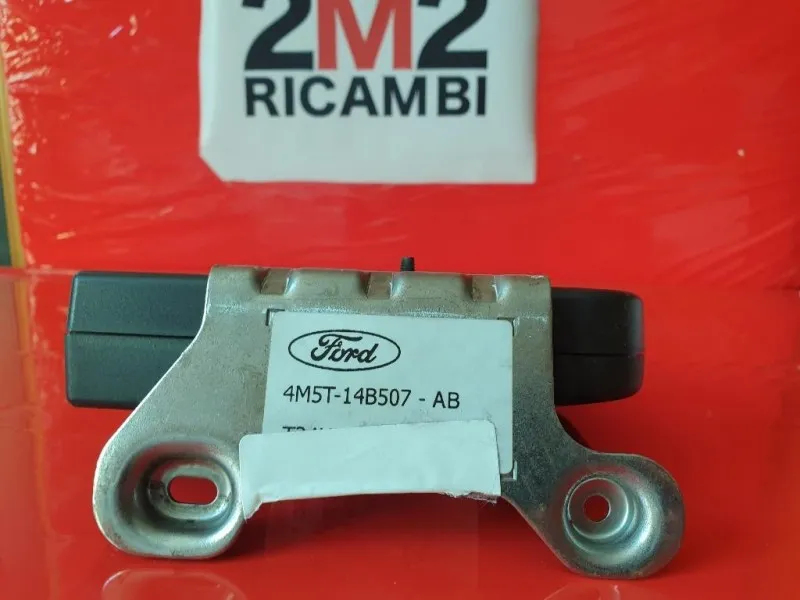 2M2
RICAMBI
Ford
4M5T-14B507 - AB